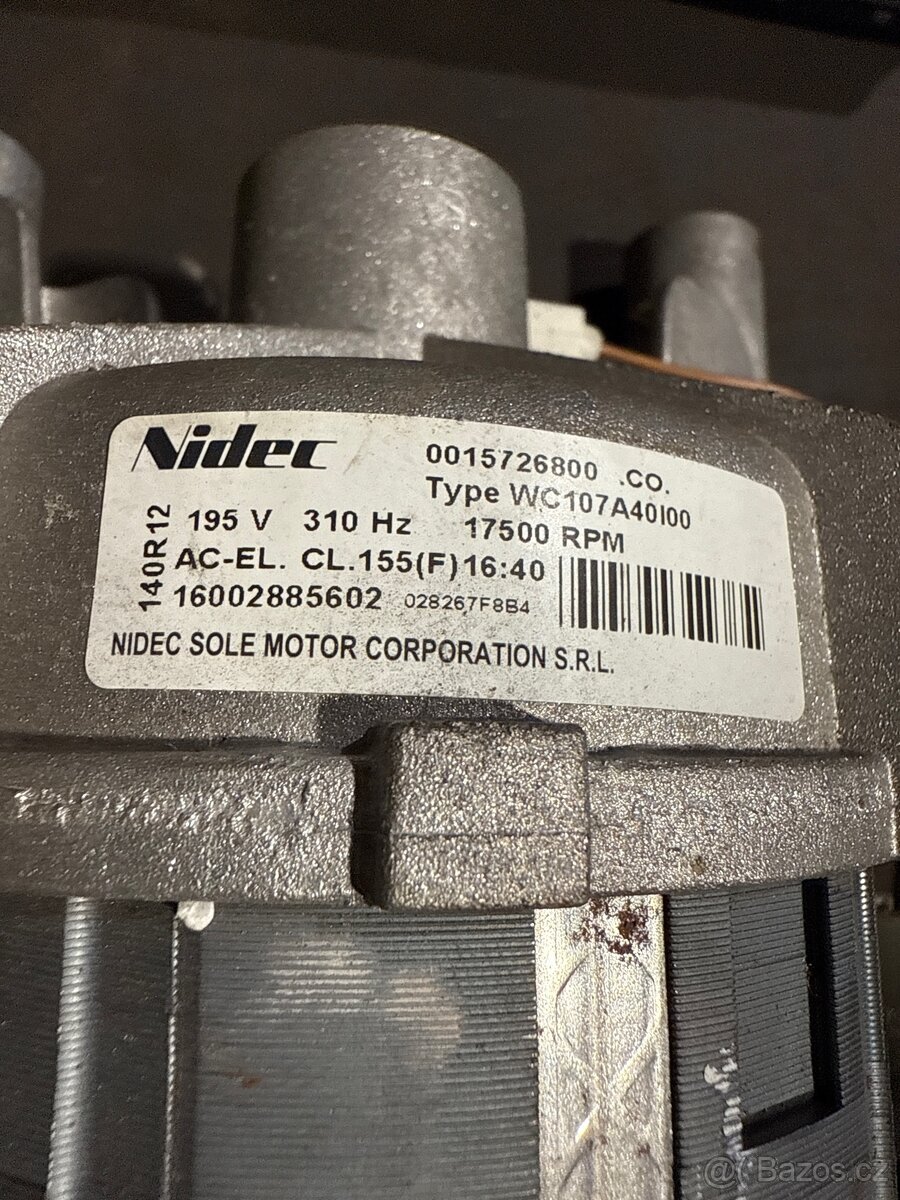 Nidec
0015726800 .CO.
Type WC107A40I00
195 V 310 Hz 17500 RPM
AC-EL. CL.155(F) 16:40
16002885602 028267F8B4
140R12
NIDEC SOLE MOTOR CORPORATION S.R.L.
@ Bazos.cz